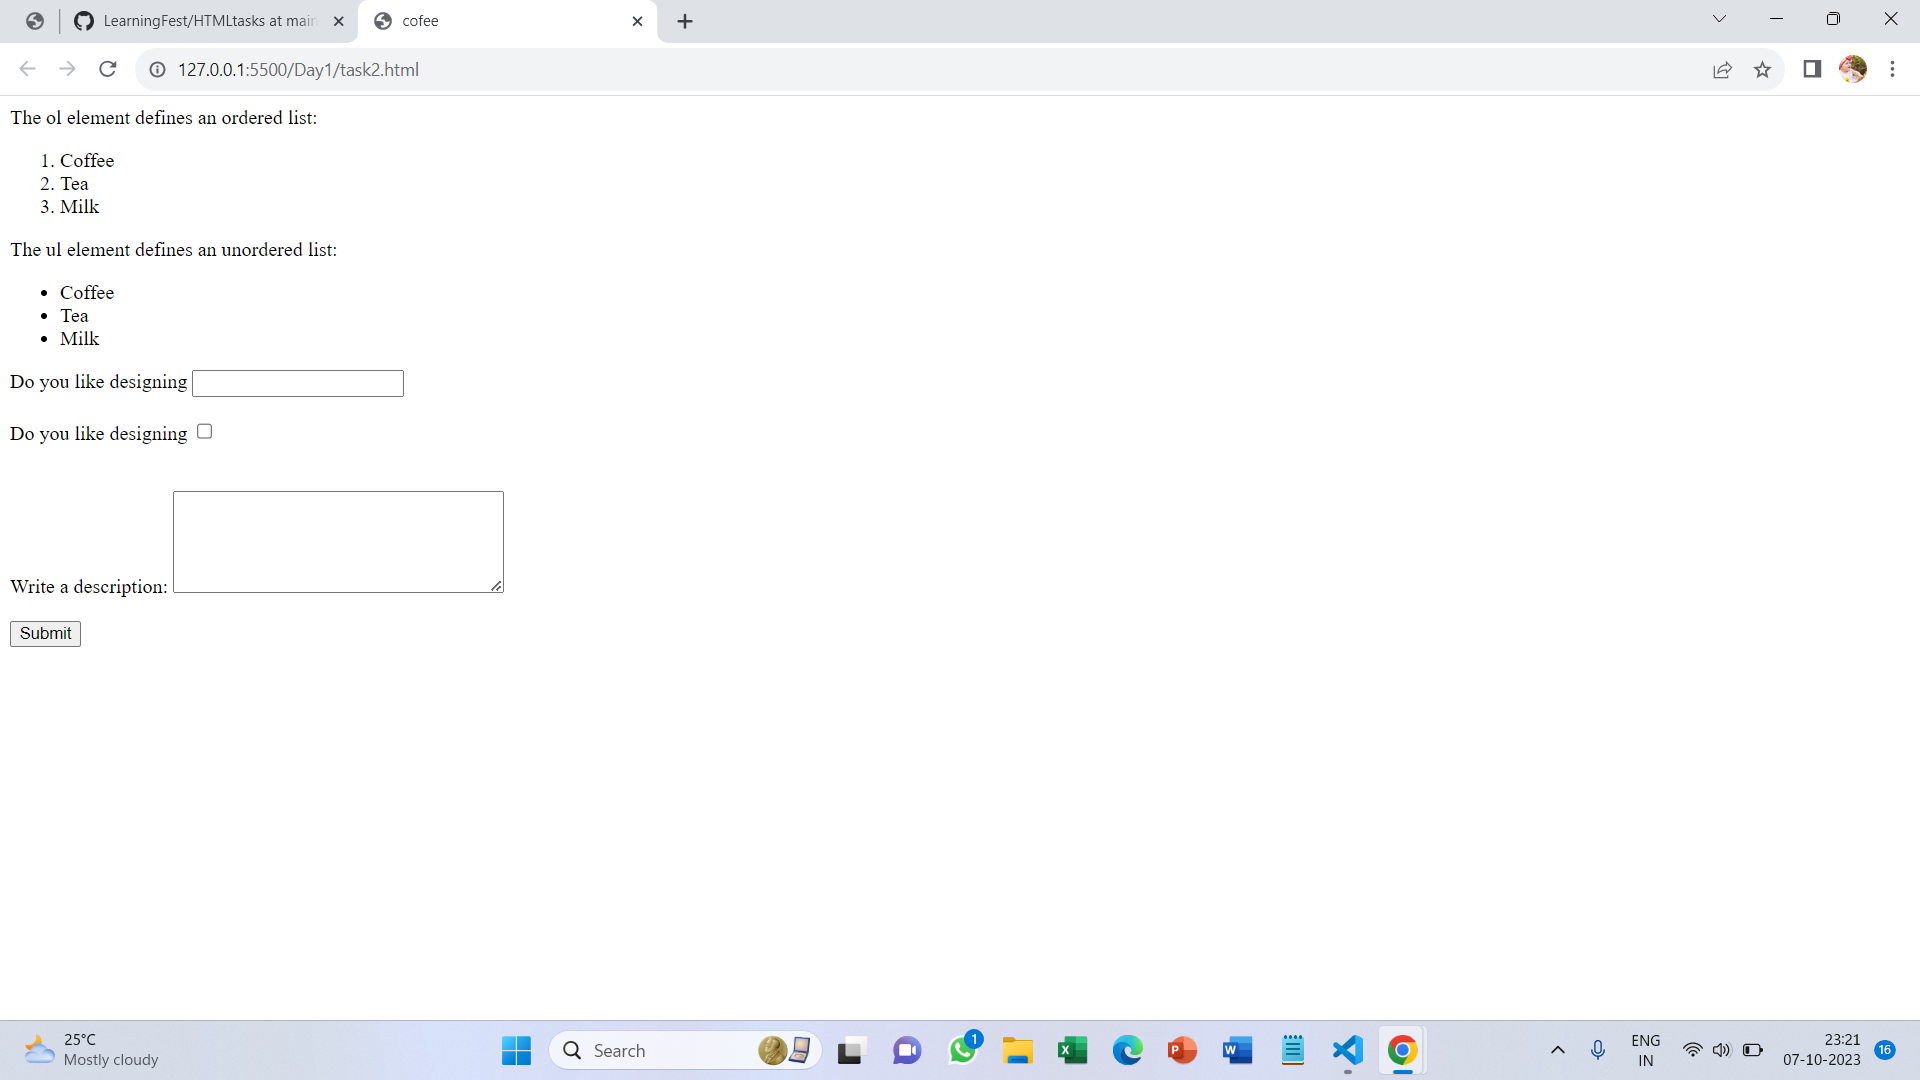 LearningFest/HTMLtasks at main
cofee
127.0.0.1:5500/Day1/task2.html
The ol element defines an ordered list:
1. Coffee
2. Tea
3. Milk
The ul element defines an unordered list:
• Coffee
• Tea
• Milk
Do you like designing
Do you like designing
Write a description:
Submit
25°C
Mostly cloudy
Search
1
ENG
IN
23:21
07-10-2023
16